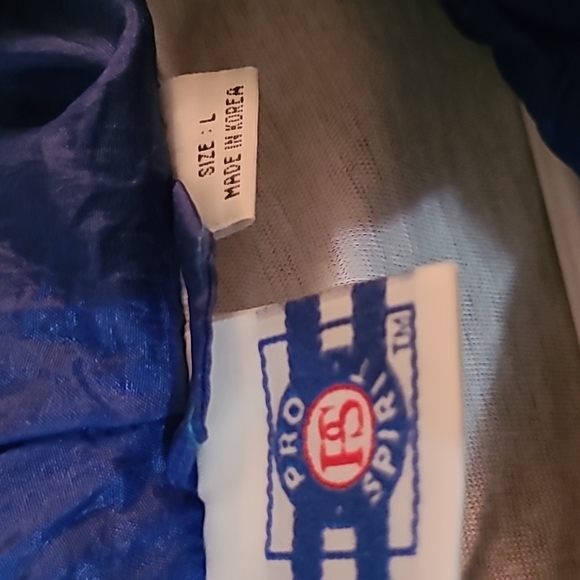 SIZE : L
MADE IN KOREA
PRO
SPIRIT
TM
PS